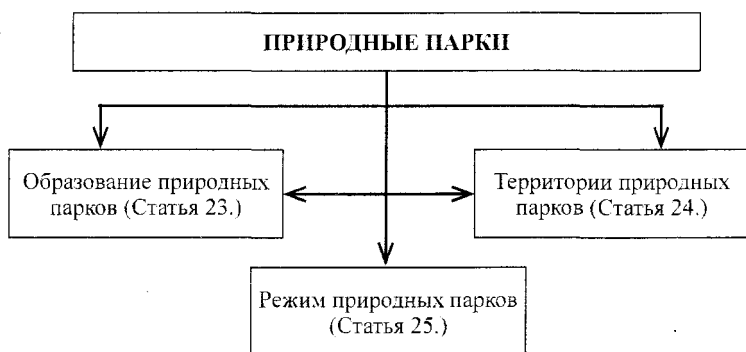 ПРИРОДНЫЕ ПАРКИ
Образование природных
парков (Статья 23.)
Территории природных
парков (Статья 24.)
Режим природных парков
(Статья 25.)